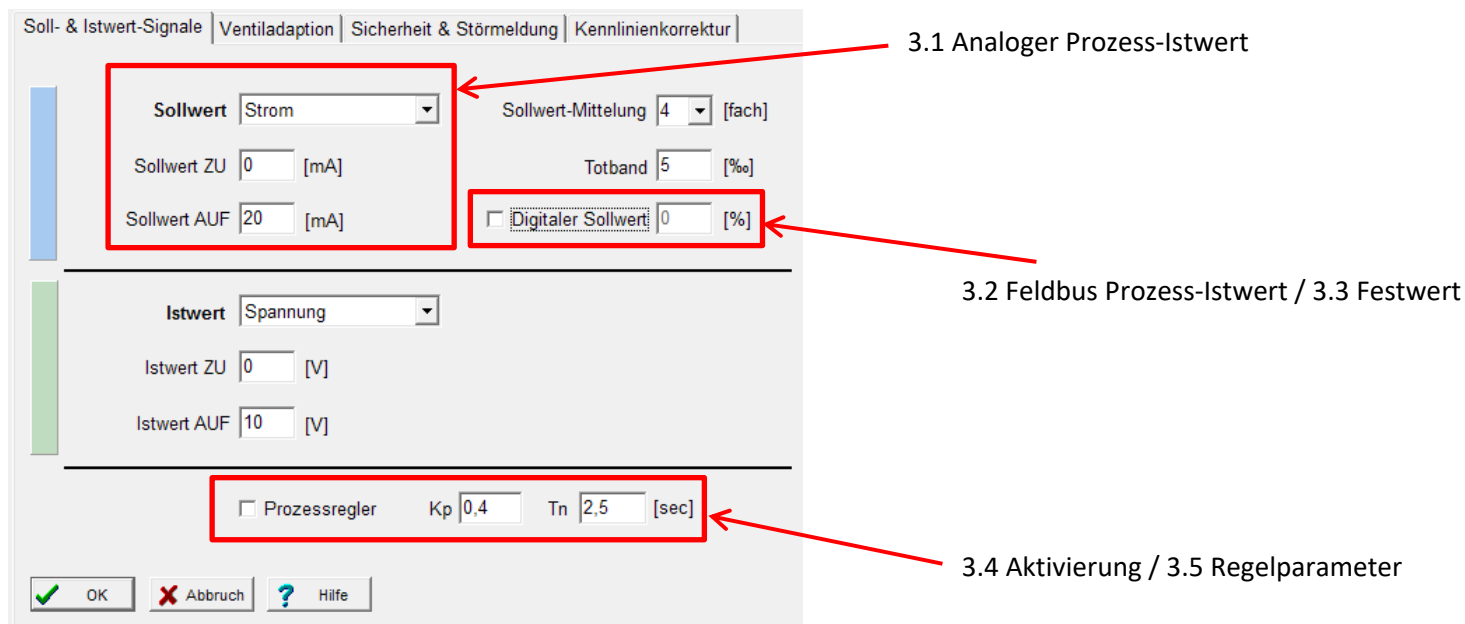 Soll- & Istwert-Signale Ventiladaption Sicherheit & Störmeldung Kennlinienkorrektur
3.1 Analoger Prozess-Istwert
Sollwert Strom Sollwert-Mittelung 4 [fach]
Sollwert ZU 0 [mA] Totband 5 [‰]
Sollwert AUF 20 [mA] Digitaler Sollwert 0 [%]
3.2 Feldbus Prozess-Istwert / 3.3 Festwert
Istwert Spannung
Istwert ZU 0 [V]
Istwert AUF 10 [V]
Prozessregler Kp 0,4 Tn 2,5 [sec]
3.4 Aktivierung / 3.5 Regelparameter
OK Abbruch ? Hilfe